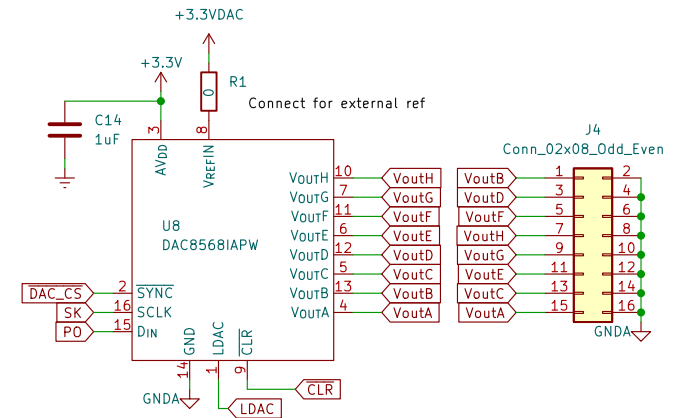 +3.3VDAC
+3.3V
R1
0
Connect for external ref
C14
1uF
3
8
AVDD
VREFIN
U8
DAC8568IAPW
VOUTH 10 VoutH
VOUTG 7 VoutG
VOUTF 11 VoutF
VOUTE 6 VoutE
VOUTD 12 VoutD
VOUTC 5 VoutC
VOUTB 13 VoutB
VOUTA 4 VoutA
DAC_CS 2 SYNC
SK 16 SCLK
PO 15 DIN
GND
LDAC
CLR
14
1
9
GNDA
CLR
LDAC
J4
Conn_02x08_Odd_Even
VoutB 1 2
VoutD 3 4
VoutF 5 6
VoutH 7 8
VoutG 9 10
VoutE 11 12
VoutC 13 14
VoutA 15 16
GNDA